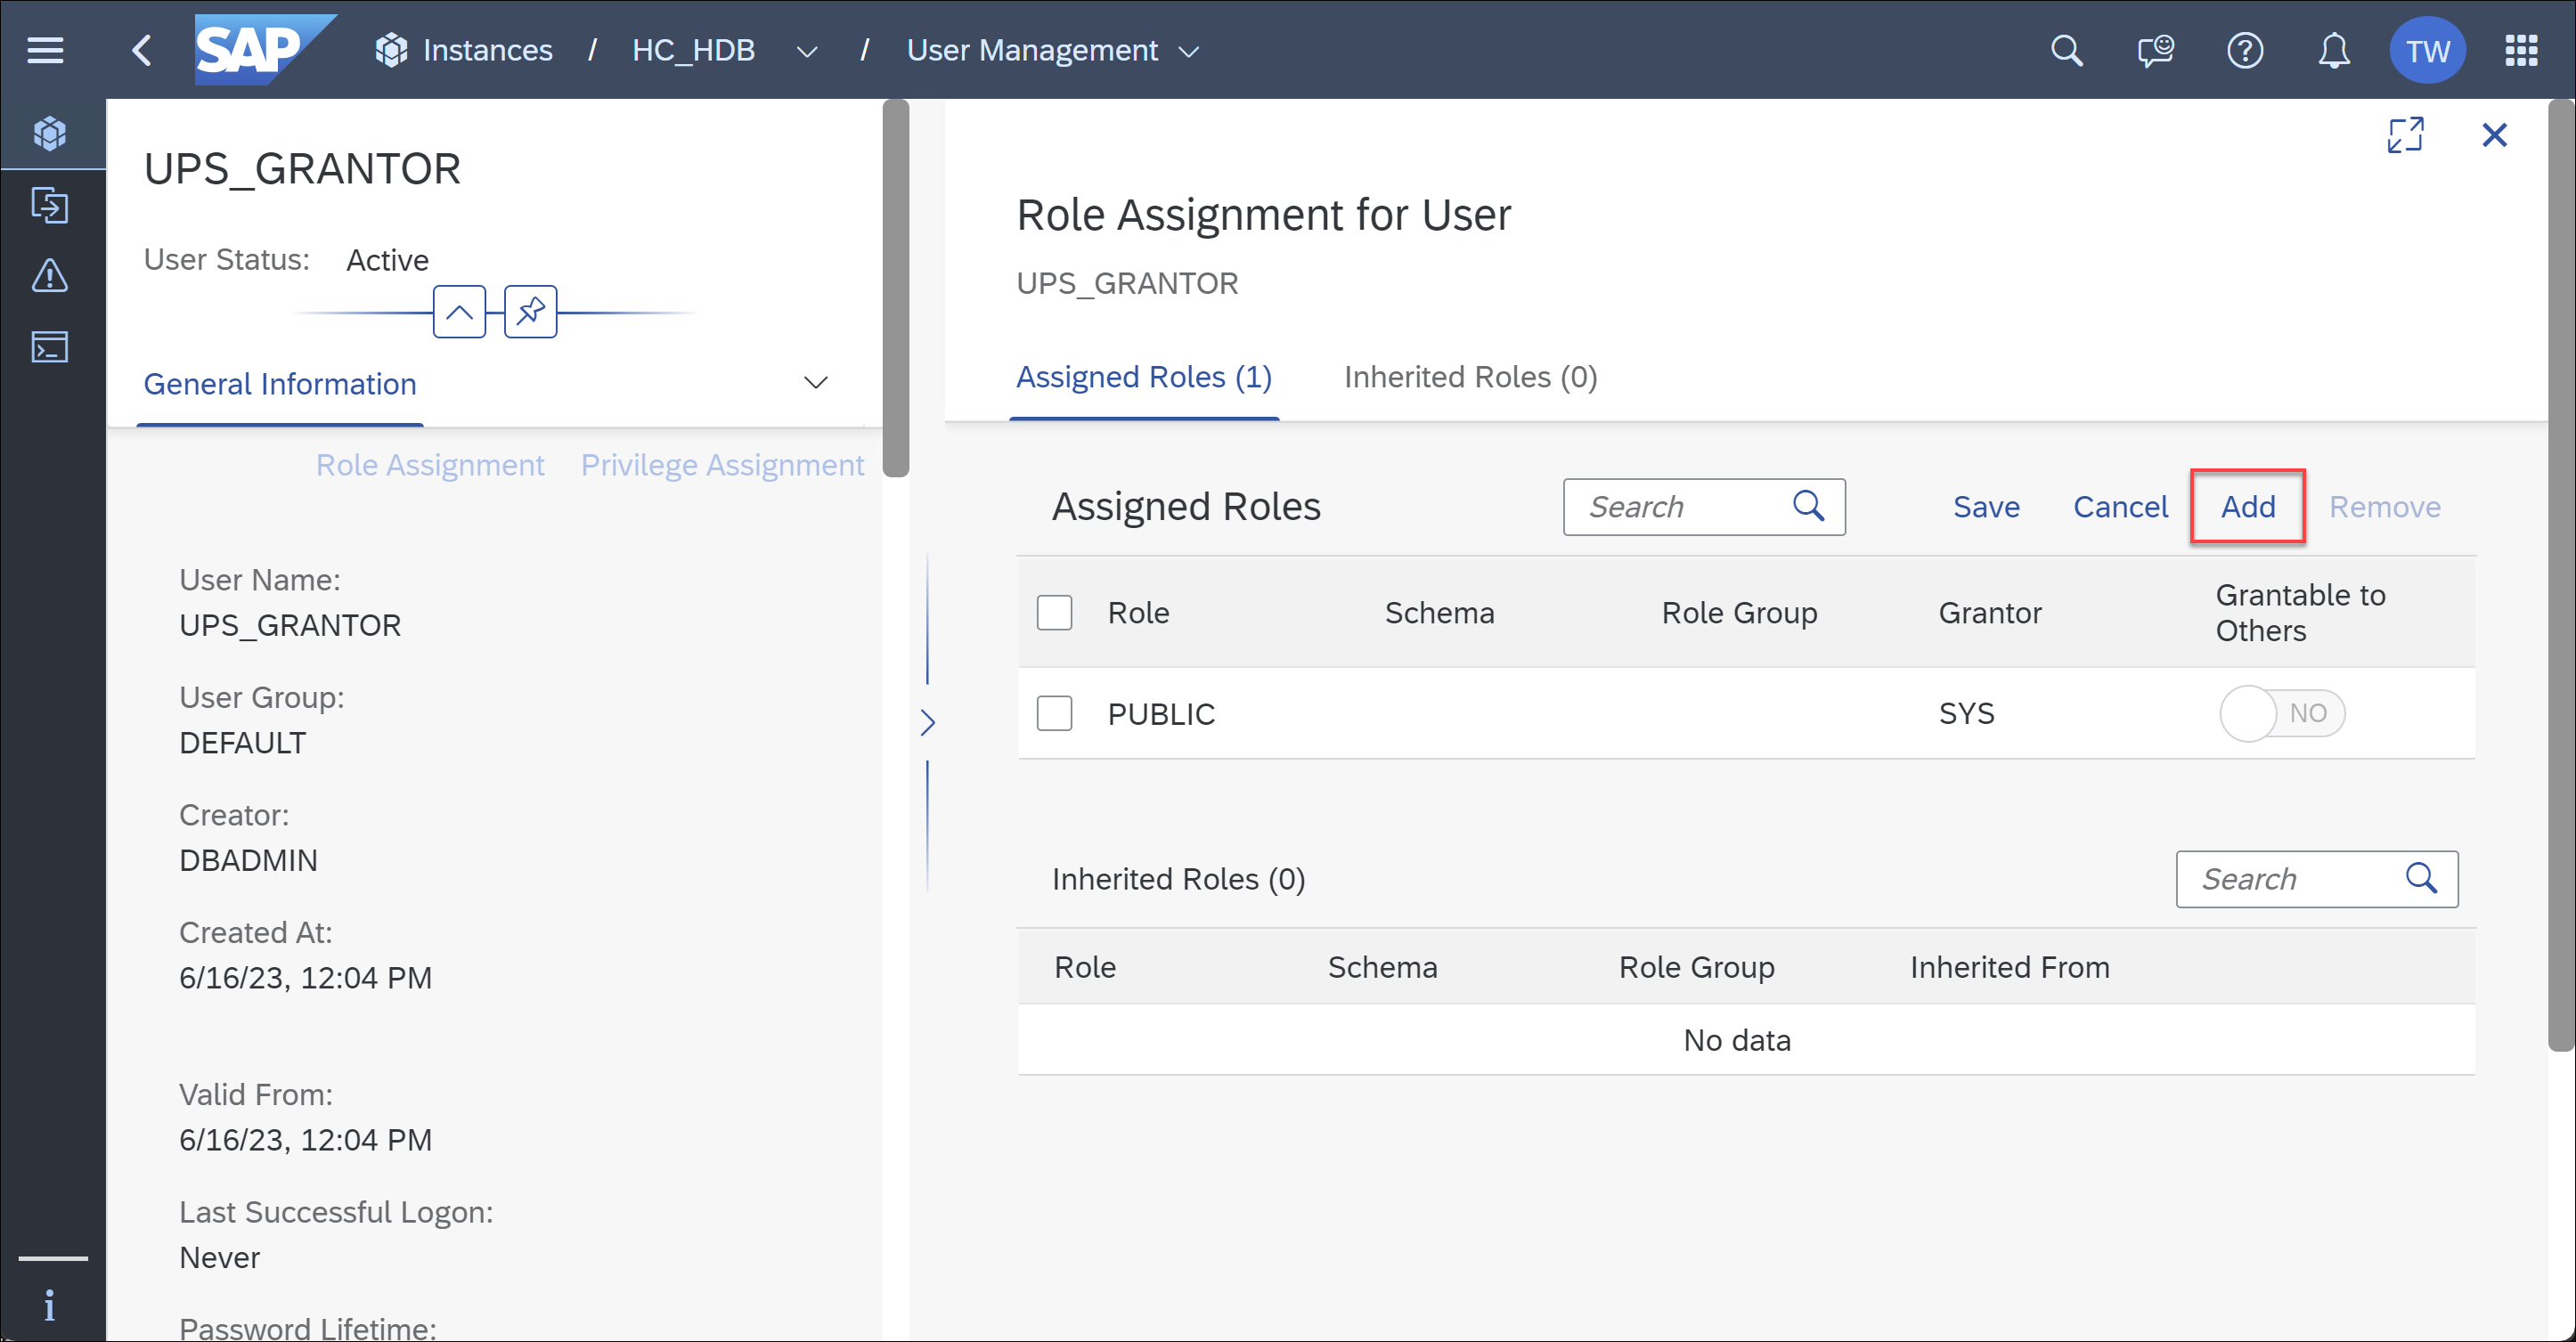 SAP
Instances / HC_HDB / User Management
TW
UPS_GRANTOR
User Status: Active
General Information
Role Assignment Privilege Assignment
User Name:
UPS_GRANTOR
User Group:
DEFAULT
Creator:
DBADMIN
Created At:
6/16/23, 12:04 PM
Valid From:
6/16/23, 12:04 PM
Last Successful Logon:
Never
Password Lifetime:
Role Assignment for User
UPS_GRANTOR
Assigned Roles (1) Inherited Roles (0)
Assigned Roles Search Save Cancel Add Remove
Role Schema Role Group Grantor Grantable to Others
PUBLIC SYS NO
Inherited Roles (0) Search
Role Schema Role Group Inherited From
No data